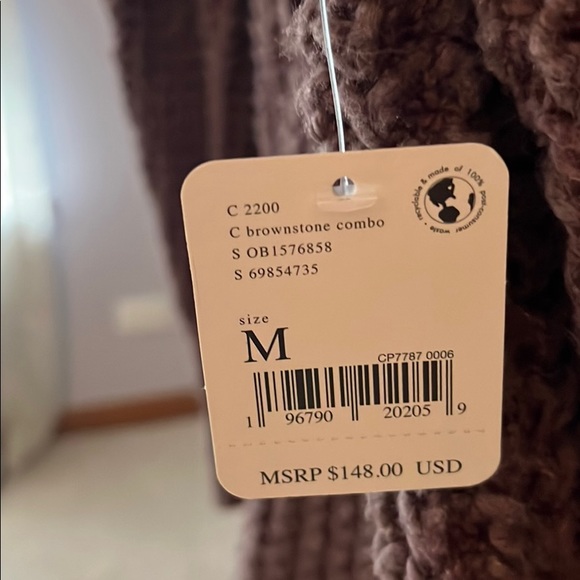 C 2200
C brownstone combo
S OB1576858
S 69854735
recyclable & made of 100% post-consumer waste •
size
M
CP7787 0006
1 96790 20205 9
MSRP $148.00 USD